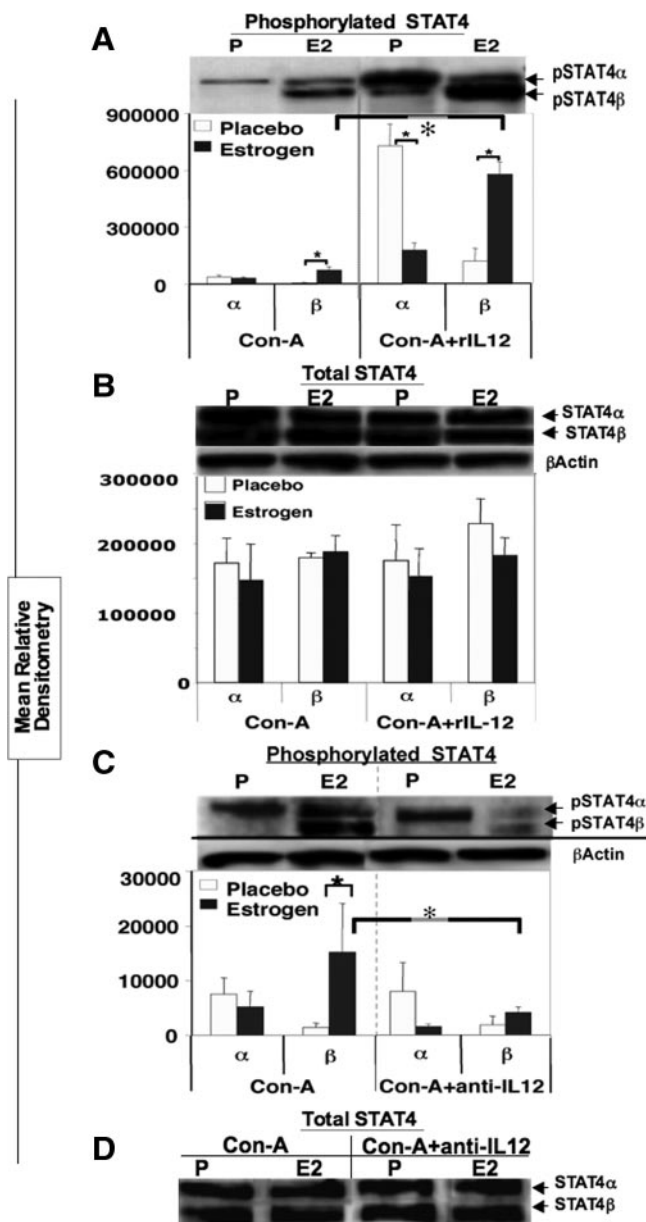 A
Phosphorylated STAT4
P E2 P E2
pSTAT4α
pSTAT4β
900000
Placebo
Estrogen
*
* *
600000
300000
*
0
α β α β
Con-A Con-A+rIL12
B
Total STAT4
P E2 P E2
STAT4α
STAT4β
βActin
300000
Placebo
Estrogen
200000
100000
0
α β α β
Con-A Con-A+rIL-12
Mean Relative
Densitometry
C
Phosphorylated STAT4
P E2 P E2
pSTAT4α
pSTAT4β
βActin
30000
Placebo
Estrogen
*
*
20000
10000
0
α β α β
Con-A Con-A+anti-IL12
D
Total STAT4
Con-A Con-A+anti-IL12
P E2 P E2
STAT4α
STAT4β